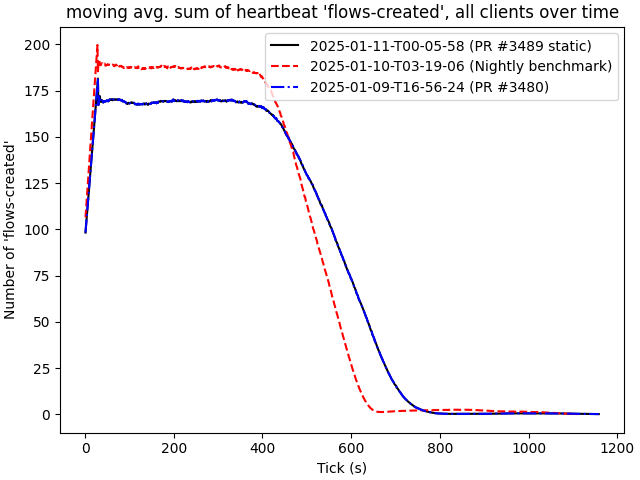 moving avg. sum of heartbeat 'flows-created', all clients over time
2025-01-11-T00-05-58 (PR #3489 static)
2025-01-10-T03-19-06 (Nightly benchmark)
2025-01-09-T16-56-24 (PR #3480)
Number of 'flows-created'
200
175
150
125
100
75
50
25
0
0 200 400 600 800 1000 1200
Tick (s)